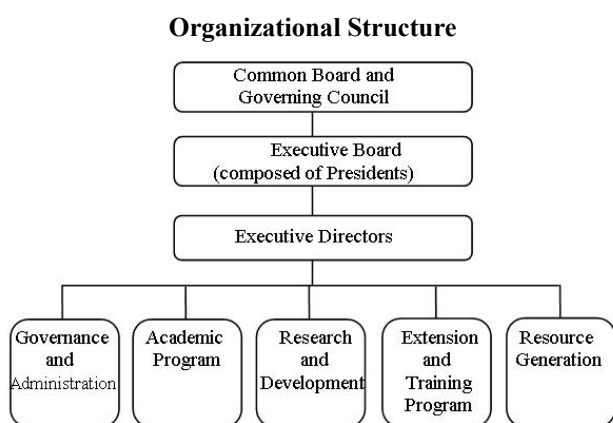 Organizational Structure
Common Board and
Governing Council
Executive Board
(composed of Presidents)
Executive Directors
Governance
and
Administration
Academic
Program
Research
and
Development
Extension
and
Training
Program
Resource
Generation